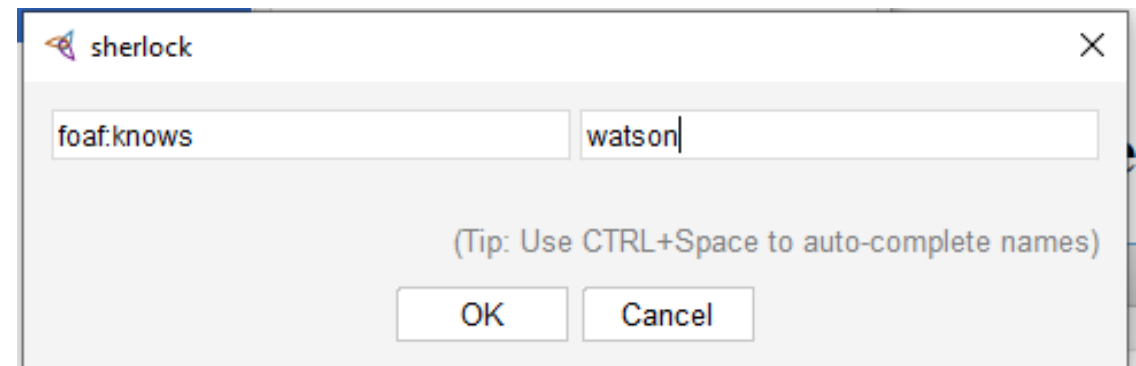 sherlock
foaf:knows watson
(Tip: Use CTRL+Space to auto-complete names)
OK Cancel